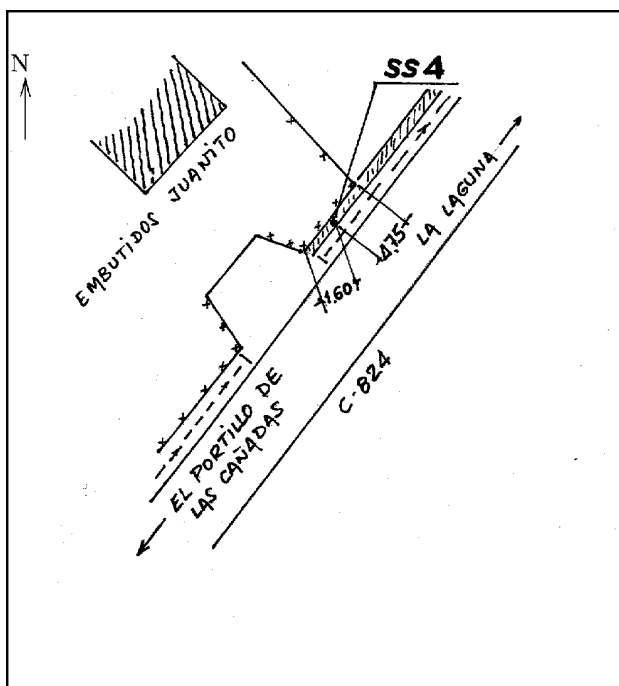 N
SS4
EMBUTIDOS JUANITO
LA LAGUNA
4.75
1.60
C-824
EL PORTILLO DE
LAS CAÑADAS